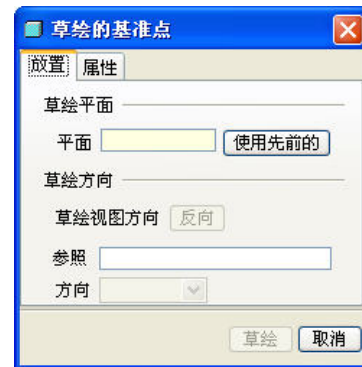 草绘的基准点
放置 属性
草绘平面
平面 使用先前的
草绘方向
草绘视图方向 反向
参照
方向
草绘 取消